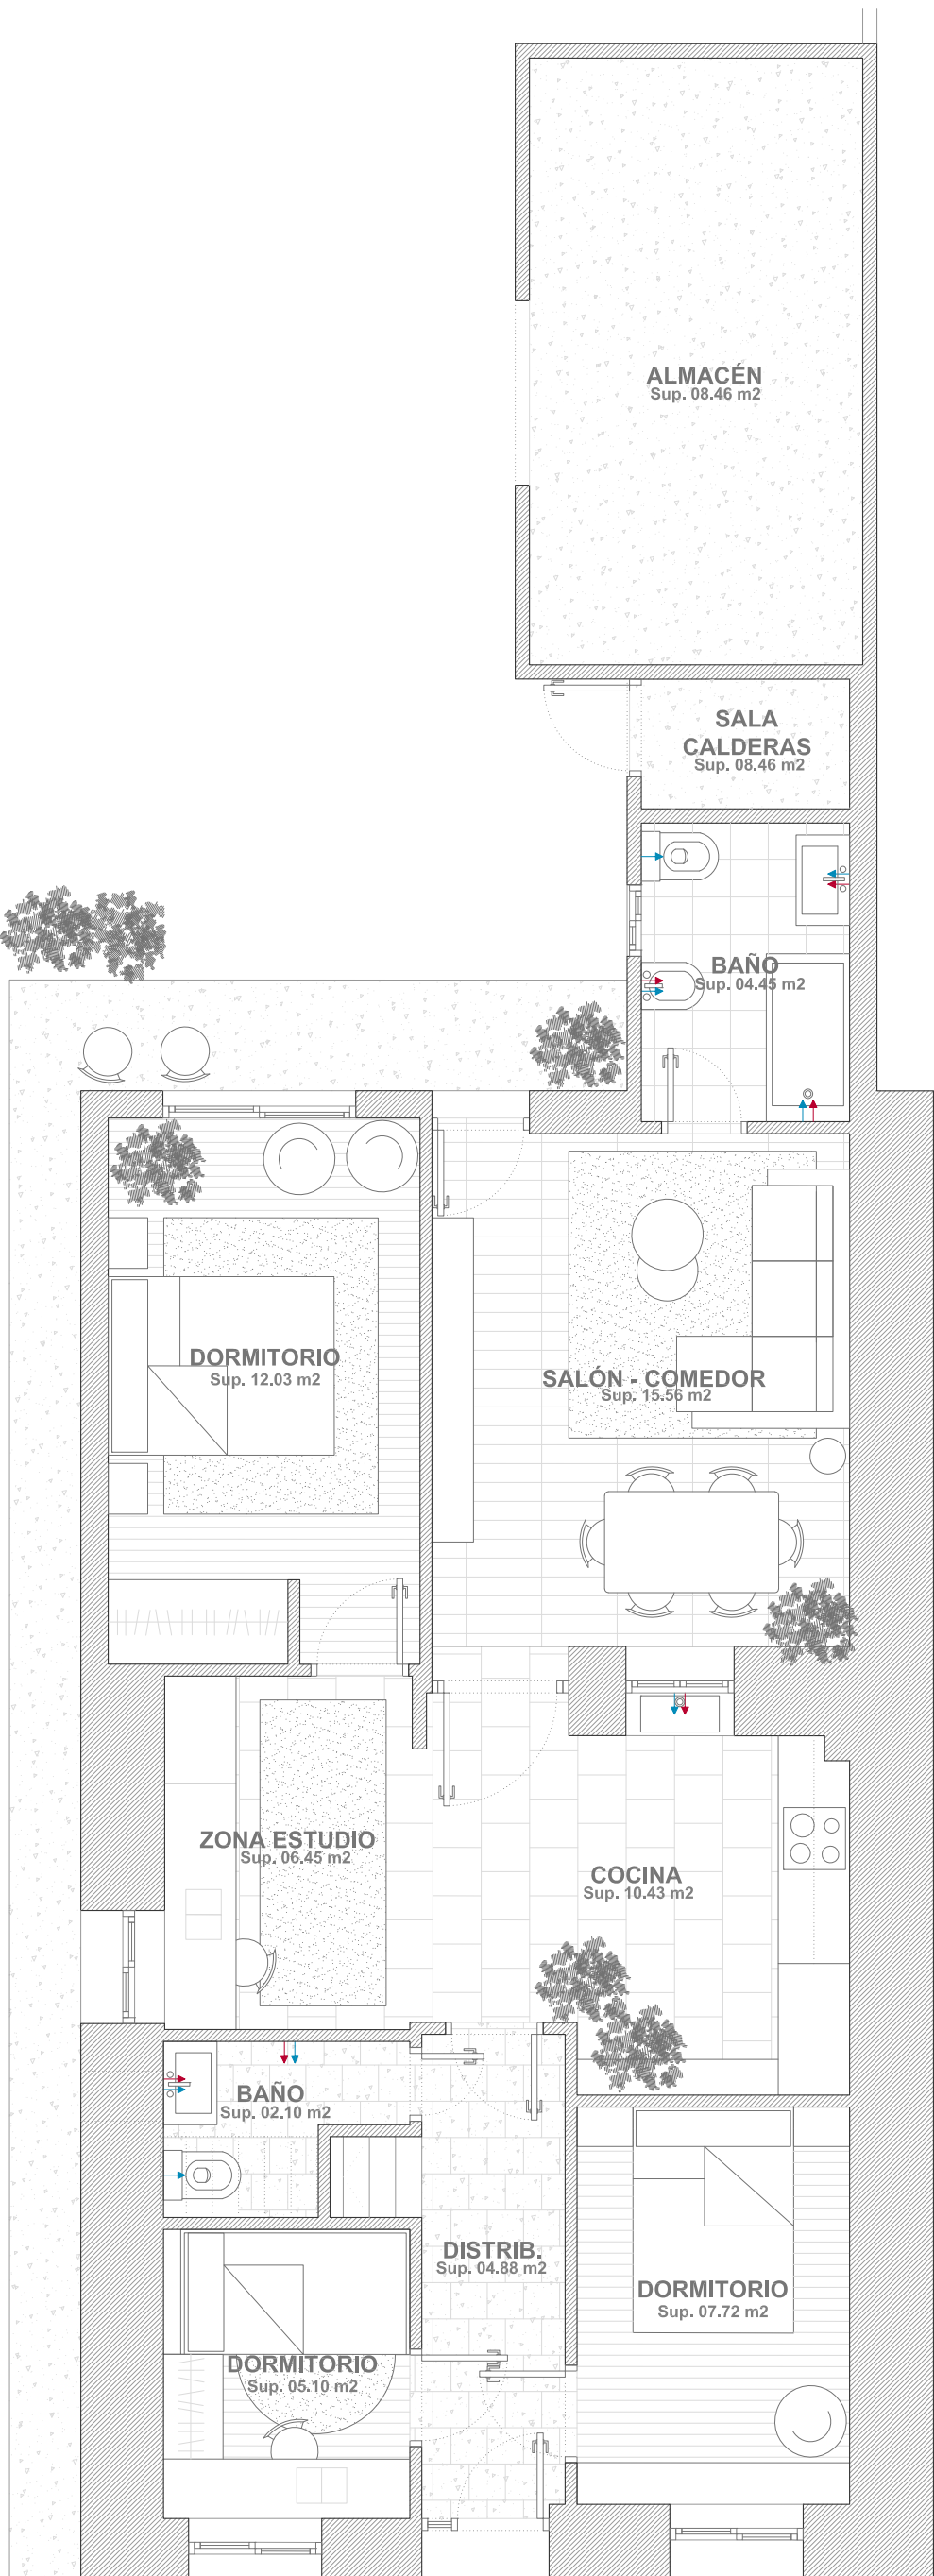 ALMACÉN
Sup. 08.46 m2
SALA
CALDERAS
Sup. 08.46 m2
BAÑO
Sup. 04.45 m2
DORMITORIO
Sup. 12.03 m2
SALÓN - COMEDOR
Sup. 15.56 m2
ZONA ESTUDIO
Sup. 06.45 m2
COCINA
Sup. 10.43 m2
BAÑO
Sup. 02.10 m2
DISTRIB.
Sup. 04.88 m2
DORMITORIO
Sup. 07.72 m2
DORMITORIO
Sup. 05.10 m2